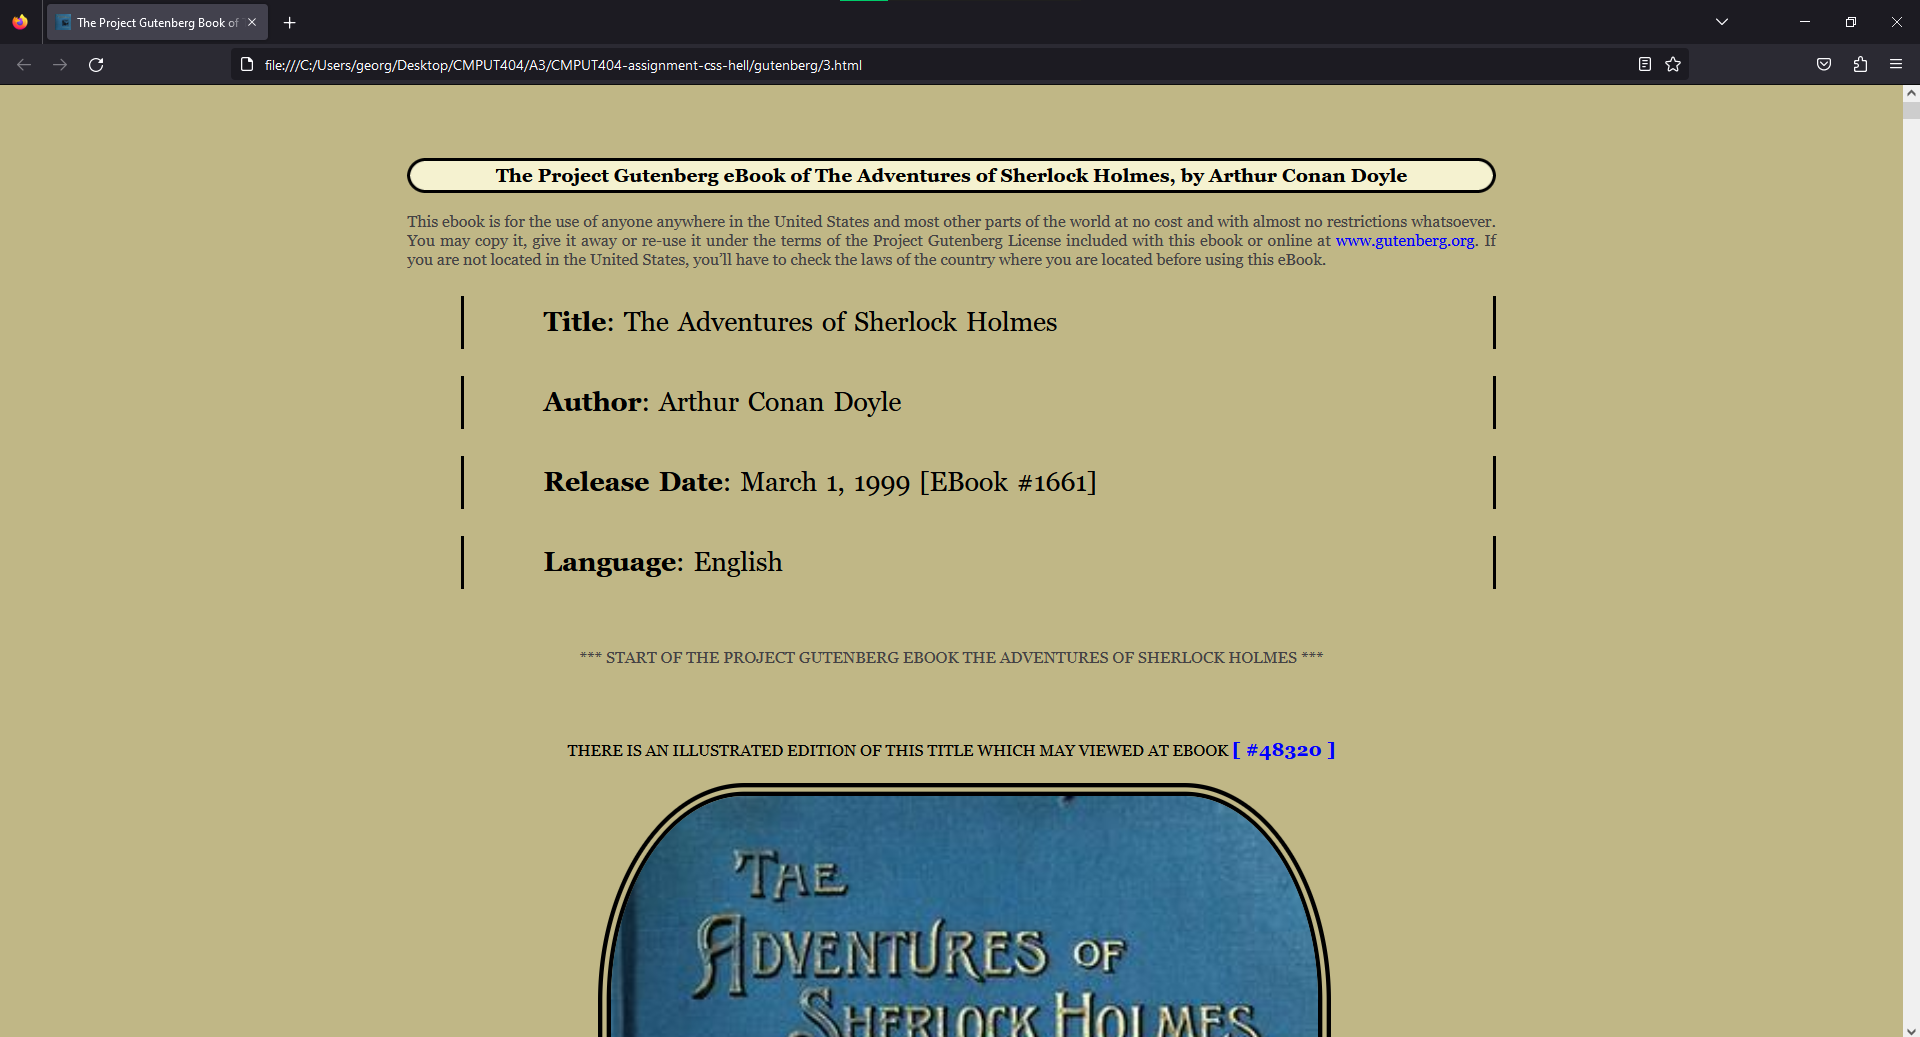 The Project Gutenberg Book of
file:///C:/Users/georg/Desktop/CMPUT404/A3/CMPUT404-assignment-css-hell/gutenberg/3.html
The Project Gutenberg eBook of The Adventures of Sherlock Holmes, by Arthur Conan Doyle
This ebook is for the use of anyone anywhere in the United States and most other parts of the world at no cost and with almost no restrictions whatsoever.
You may copy it, give it away or re-use it under the terms of the Project Gutenberg License included with this ebook or online at www.gutenberg.org. If
you are not located in the United States, you’ll have to check the laws of the country where you are located before using this eBook.
Title: The Adventures of Sherlock Holmes
Author: Arthur Conan Doyle
Release Date: March 1, 1999 [EBook #1661]
Language: English
*** START OF THE PROJECT GUTENBERG EBOOK THE ADVENTURES OF SHERLOCK HOLMES ***
THERE IS AN ILLUSTRATED EDITION OF THIS TITLE WHICH MAY VIEWED AT EBOOK [ #48320 ]
THE
ADVENTURES OF
SHERLOCK HOLMES